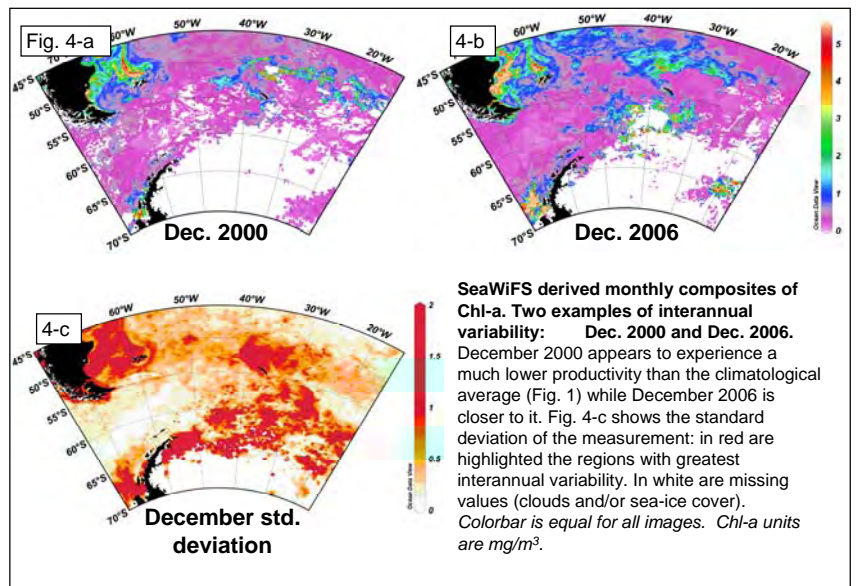 Fig. 4-a
70°W
60°W
50°W
40°W
30°W
20°W
45°S
50°S
55°S
60°S
65°S
70°S
Dec. 2000
4-b
70°W
60°W
50°W
40°W
30°W
20°W
45°S
50°S
55°S
60°S
65°S
70°S
Dec. 2006
5
4
3
2
1
0
Ocean Data View
4-c
60°W
50°W
40°W
30°W
20°W
45°S
50°S
55°S
60°S
65°S
70°S
December std.
deviation
2
1.5
1
0.5
0
Ocean Data View
SeaWiFS derived monthly composites of
Chl-a. Two examples of interannual
variability: Dec. 2000 and Dec. 2006.
December 2000 appears to experience a
much lower productivity than the climatological
average (Fig. 1) while December 2006 is
closer to it. Fig. 4-c shows the standard
deviation of the measurement: in red are
highlighted the regions with greatest
interannual variability. In white are missing
values (clouds and/or sea-ice cover).
Colorbar is equal for all images. Chl-a units
are mg/m³.